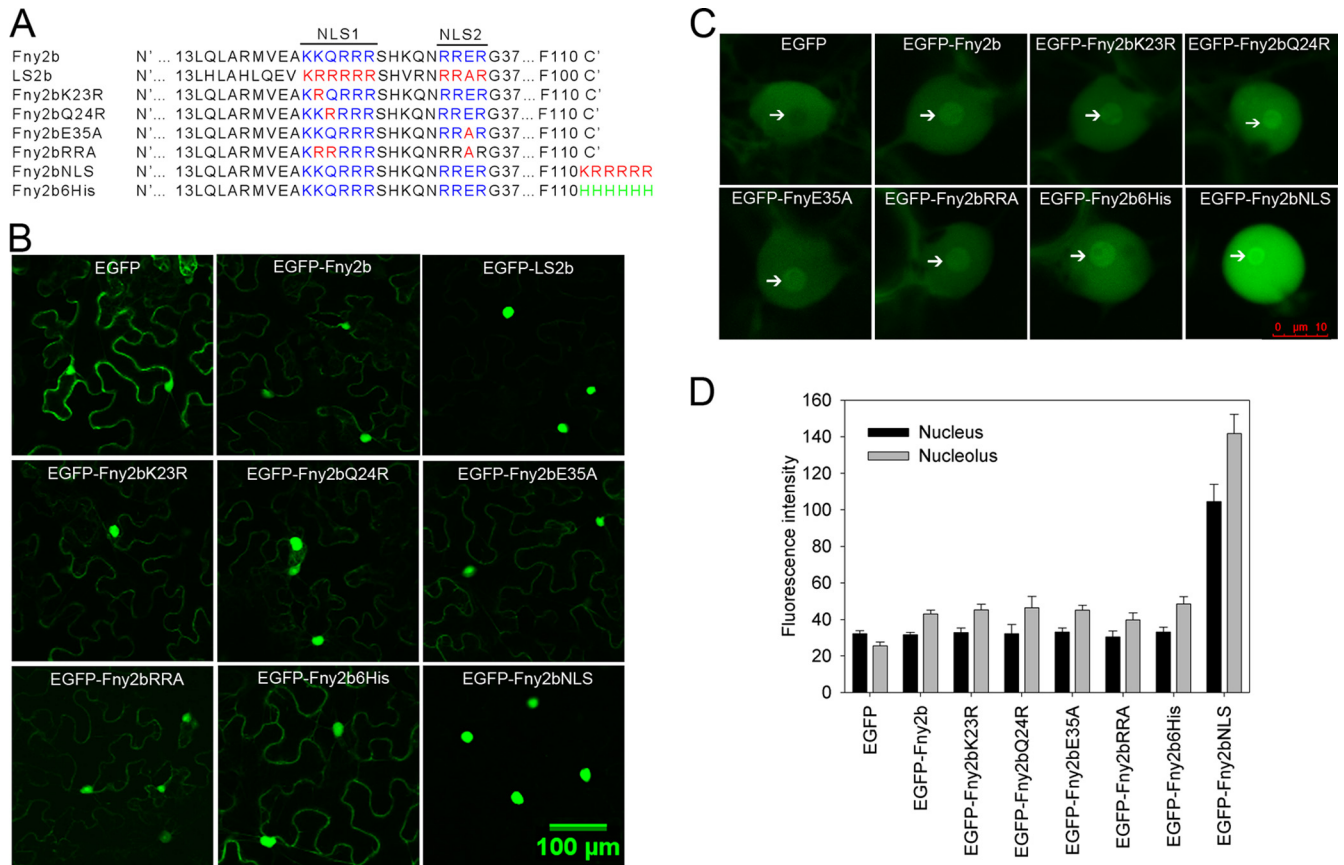 A
NLS1 NLS2
Fny2b N' ... 13LQLARMVEAKKQRRRSHKQNRRERG37... F110 C'
LS2b N' ... 13LHLAHLQEVKRRRRRSHVRNRRARG37... F100 C'
Fny2bK23R N' ... 13LQLARMVEAKRQRRRSHKQNRRERG37... F110 C'
Fny2bQ24R N' ... 13LQLARMVEAKKRRRRSHKQNRRERG37... F110 C'
Fny2bE35A N' ... 13LQLARMVEAKKQRRRSHKQNRRARG37... F110 C'
Fny2bRRA N' ... 13LQLARMVEAKRRRRRSHKQNRRARG37... F110 C'
Fny2bNLS N' ... 13LQLARMVEAKKQRRRSHKQNRRERG37... F110KRRRRR
Fny2b6His N' ... 13LQLARMVEAKKQRRRSHKQNRRERG37... F110HHHHHH
B
EGFP EGFP-Fny2b EGFP-LS2b
EGFP-Fny2bK23R EGFP-Fny2bQ24R EGFP-Fny2bE35A
EGFP-Fny2bRRA EGFP-Fny2b6His EGFP-Fny2bNLS
100 µm
C
EGFP EGFP-Fny2b EGFP-Fny2bK23R EGFP-Fny2bQ24R
EGFP-FnyE35A EGFP-Fny2bRRA EGFP-Fny2b6His EGFP-Fny2bNLS
0 µm 10
D
Fluorescence intensity
160
140
120
100
80
60
40
20
0
Nucleus
Nucleolus
EGFP
EGFP-Fny2b
EGFP-Fny2bK23R
EGFP-Fny2bQ24R
EGFP-Fny2bE35A
EGFP-Fny2bRRA
EGFP-Fny2b6His
EGFP-Fny2bNLS